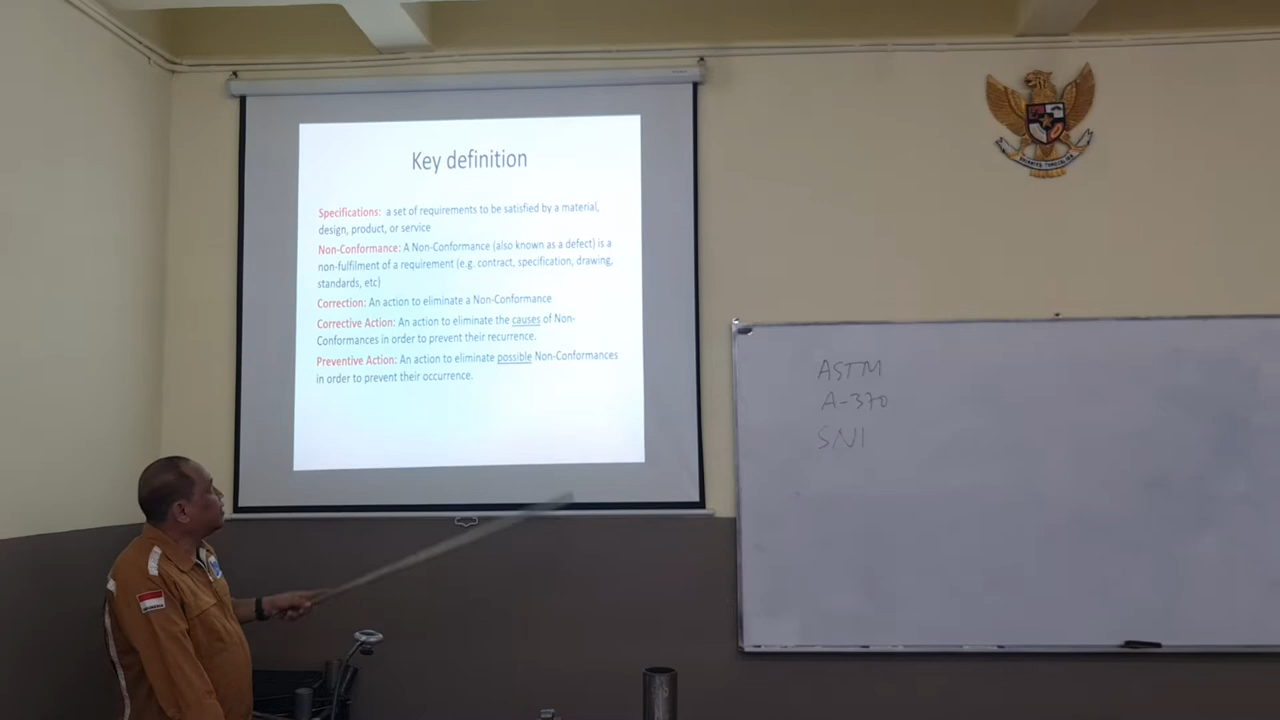 Key definition
Specifications: a set of requirements to be satisfied by a material,
design, product, or service
Non-Conformance: A Non-Conformance (also known as a defect) is a
non-fulfilment of a requirement (e.g. contract, specification, drawing,
standards, etc)
Correction: An action to eliminate a Non-Conformance
Corrective Action: An action to eliminate the causes of Non-
Conformances in order to prevent their recurrence.
Preventive Action: An action to eliminate possible Non-Conformances
in order to prevent their occurrence.
ASTM
A-370
SNI
INDONESIA